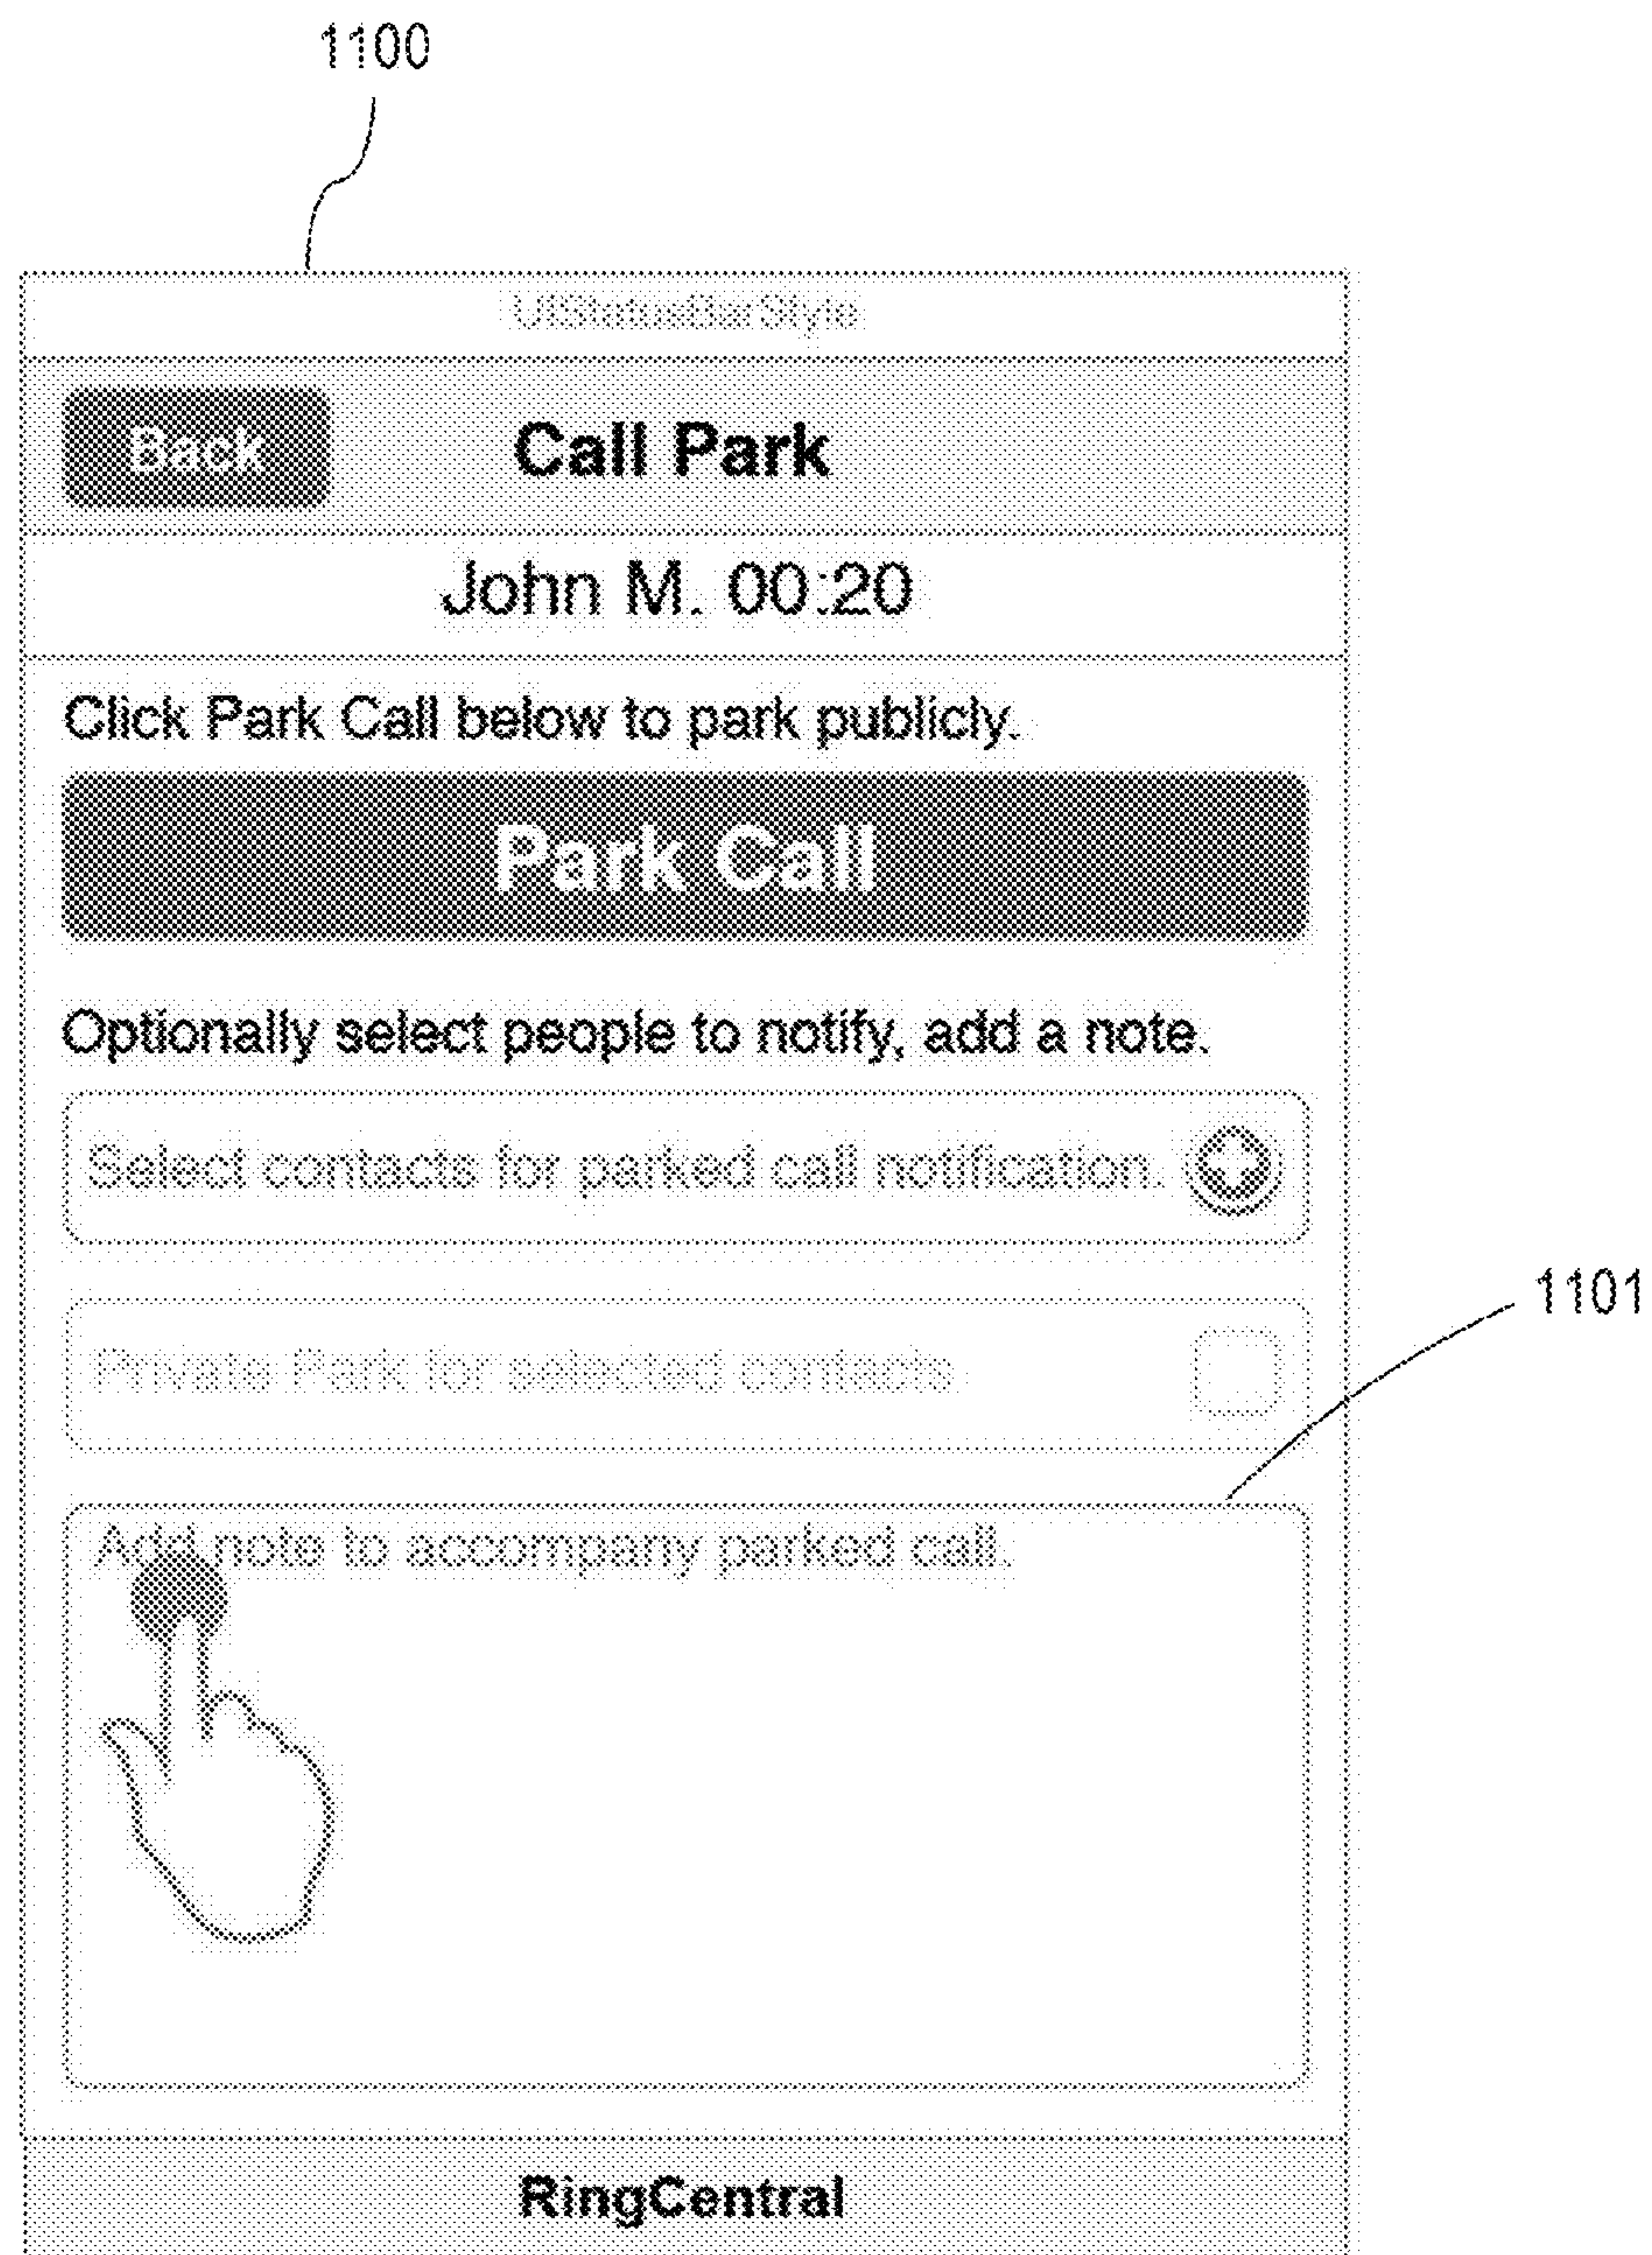 1100
UIStatusBarStyle
Back
Call Park
John M. 00:20
Click Park Call below to park publicly.
Park Call
Optionally select people to notify, add a note.
Select contacts for parked call notification.
1101
Private Park for selected contacts
Add note to accompany parked call.
RingCentral